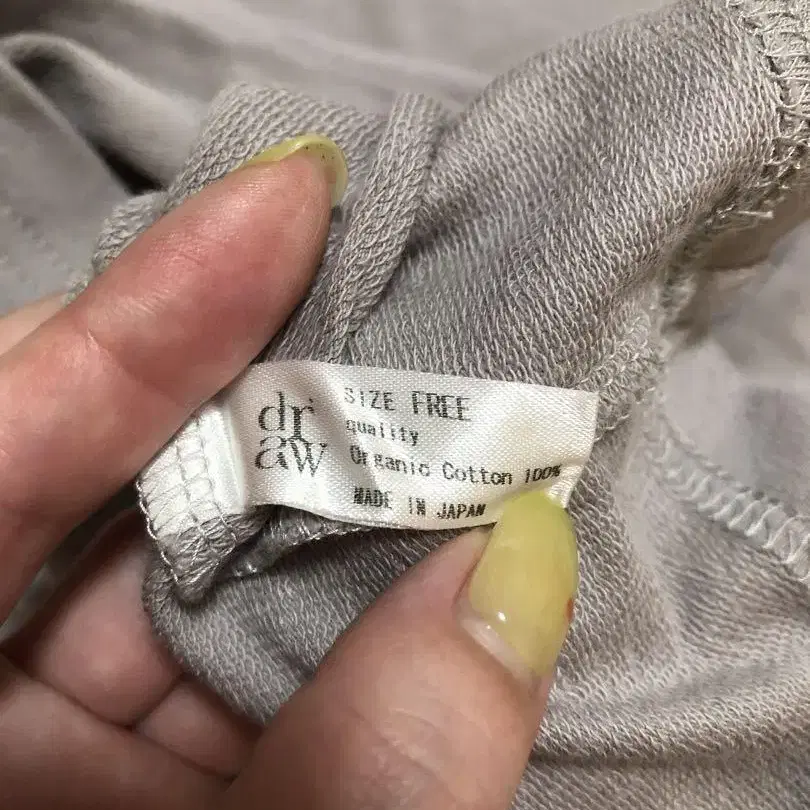 dr
aw
SIZE FREE
quality
Organic Cotton 100%
MADE IN JAPAN